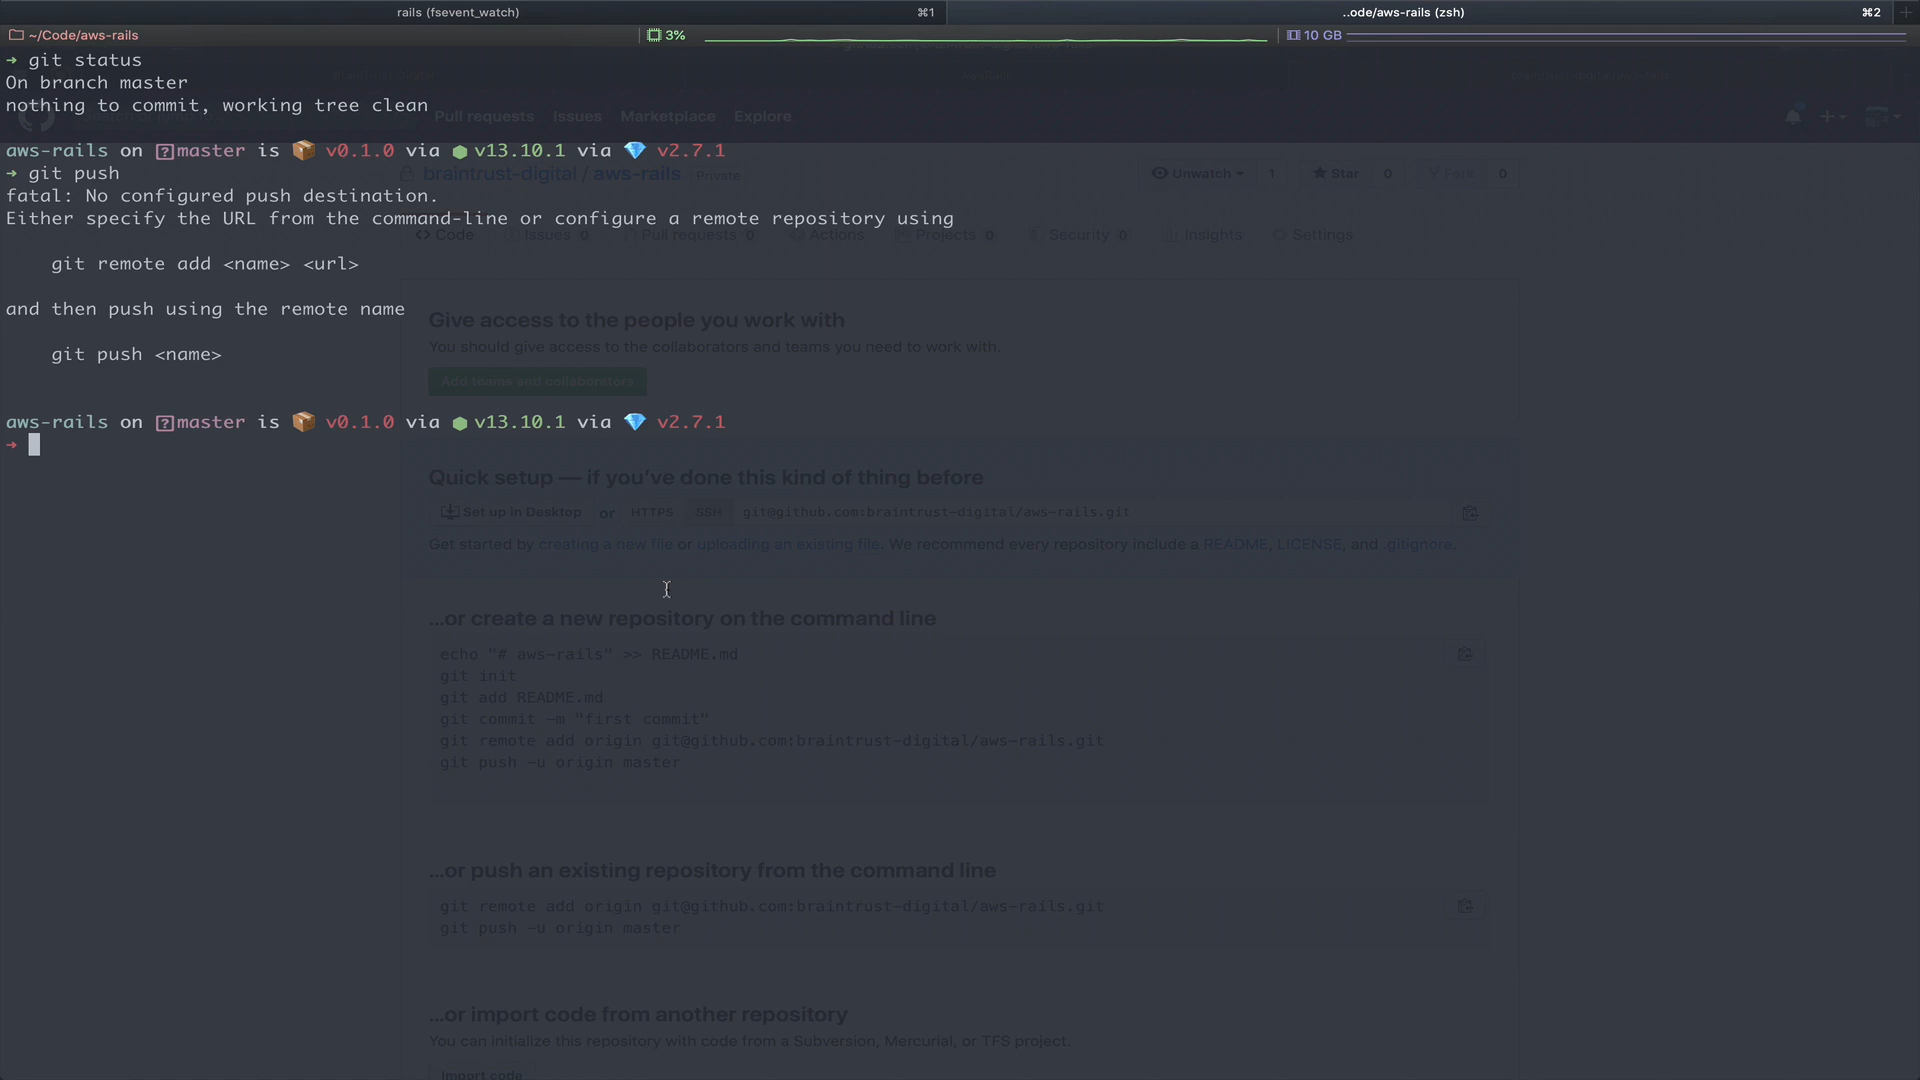 rails (fsevent_watch)
⌘1
..ode/aws-rails (zsh)
⌘2
~/Code/aws-rails
3%
10 GB
➜ git status
On branch master
nothing to commit, working tree clean
Pull requests Issues Marketplace Explore
aws-rails on [?]master is 📦 v0.1.0 via ⬢ v13.10.1 via 💎 v2.7.1
➜ git push
braintrust-digital / aws-rails Private
Unwatch 1 Star 0 Fork 0
fatal: No configured push destination.
Either specify the URL from the command-line or configure a remote repository using
Code Issues 0 Pull requests 0 Actions Projects 0 Security 0 Insights Settings
git remote add <name> <url>
and then push using the remote name
git push <name>
Give access to the people you work with
You should give access to the collaborators and teams you need to work with.
Add teams and collaborators
aws-rails on [?]master is 📦 v0.1.0 via ⬢ v13.10.1 via 💎 v2.7.1
➜
Quick setup — if you've done this kind of thing before
Set up in Desktop or HTTPS SSH git@github.com:braintrust-digital/aws-rails.git
Get started by creating a new file or uploading an existing file. We recommend every repository include a README, LICENSE, and .gitignore.
...or create a new repository on the command line
echo "# aws-rails" >> README.md
git init
git add README.md
git commit -m "first commit"
git remote add origin git@github.com:braintrust-digital/aws-rails.git
git push -u origin master
...or push an existing repository from the command line
git remote add origin git@github.com:braintrust-digital/aws-rails.git
git push -u origin master
...or import code from another repository
You can initialize this repository with code from a Subversion, Mercurial, or TFS project.
Import code